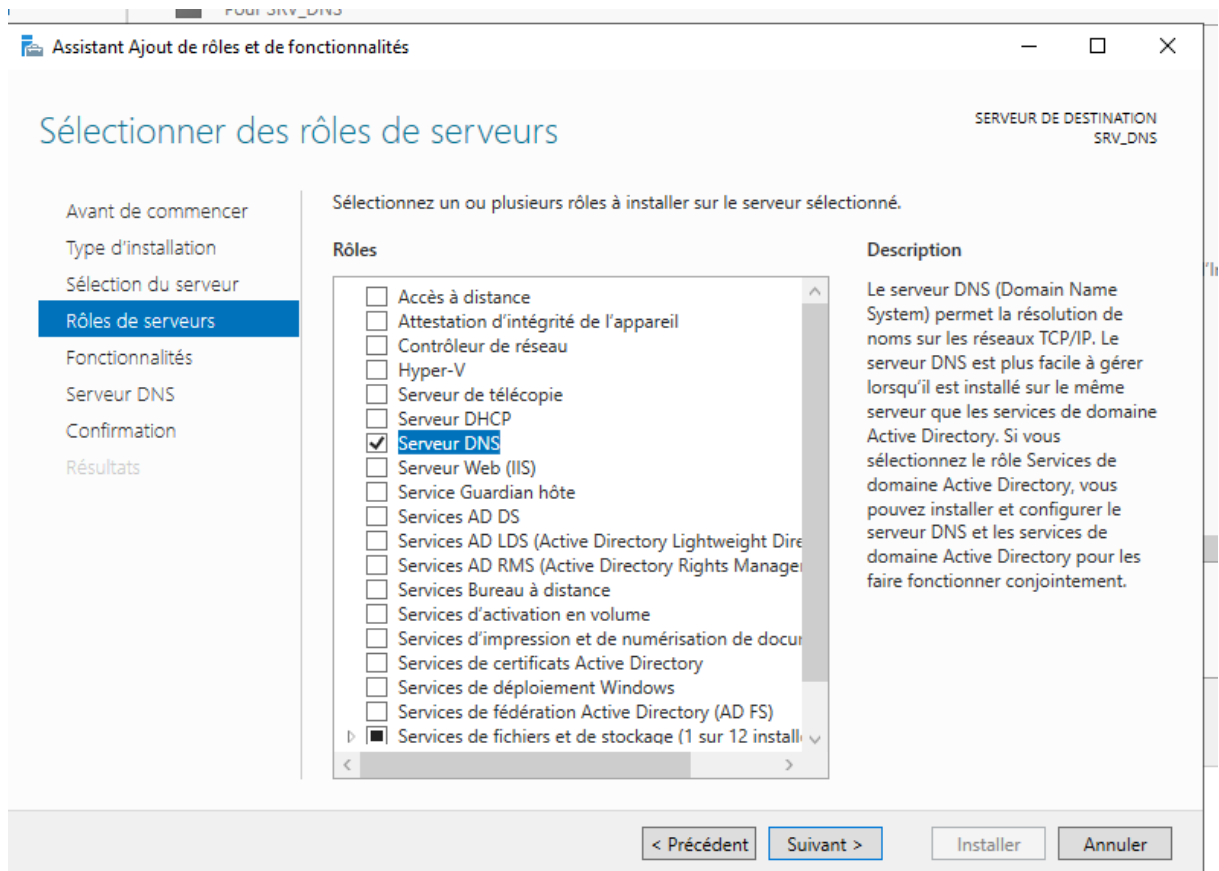 Pour SRV_DNS
Assistant Ajout de rôles et de fonctionnalités
Sélectionner des rôles de serveurs
SERVEUR DE DESTINATION
SRV_DNS
Avant de commencer
Type d'installation
Sélection du serveur
Rôles de serveurs
Fonctionnalités
Serveur DNS
Confirmation
Résultats
Sélectionnez un ou plusieurs rôles à installer sur le serveur sélectionné.
Rôles
Accès à distance
Attestation d'intégrité de l'appareil
Contrôleur de réseau
Hyper-V
Serveur de télécopie
Serveur DHCP
Serveur DNS
Serveur Web (IIS)
Service Guardian hôte
Services AD DS
Services AD LDS (Active Directory Lightweight Dire
Services AD RMS (Active Directory Rights Manager
Services Bureau à distance
Services d'activation en volume
Services d'impression et de numérisation de docur
Services de certificats Active Directory
Services de déploiement Windows
Services de fédération Active Directory (AD FS)
Services de fichiers et de stockage (1 sur 12 install
Description
Le serveur DNS (Domain Name
System) permet la résolution de
noms sur les réseaux TCP/IP. Le
serveur DNS est plus facile à gérer
lorsqu'il est installé sur le même
serveur que les services de domaine
Active Directory. Si vous
sélectionnez le rôle Services de
domaine Active Directory, vous
pouvez installer et configurer le
serveur DNS et les services de
domaine Active Directory pour les
faire fonctionner conjointement.
< Précédent
Suivant >
Installer
Annuler